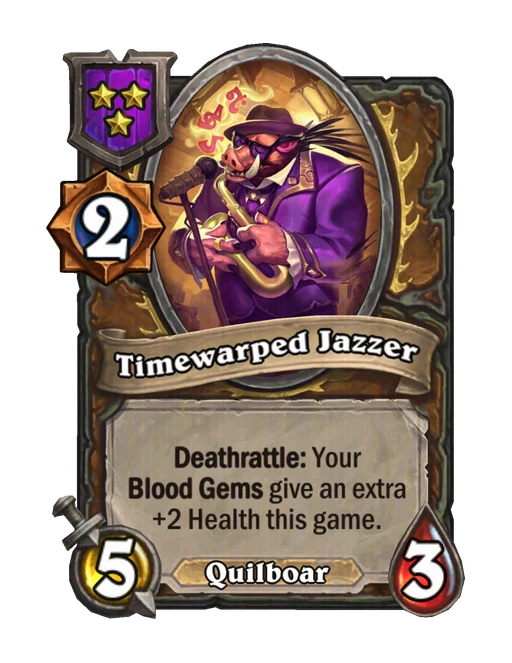 2
Timewarped Jazzer
Deathrattle: Your
Blood Gems give an extra
+2 Health this game.
5
Quilboar
3